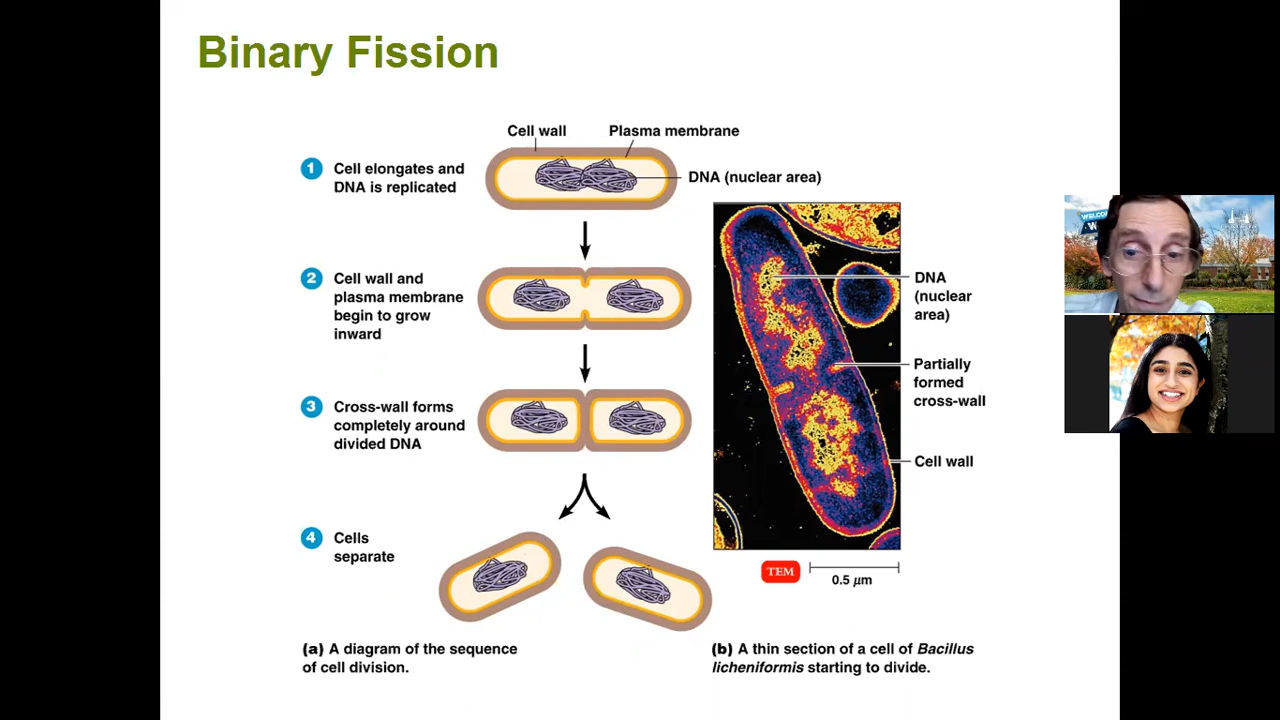 Binary Fission
Cell wall
Plasma membrane
1
Cell elongates and
DNA is replicated
DNA (nuclear area)
2
Cell wall and
plasma membrane
begin to grow
inward
3
Cross-wall forms
completely around
divided DNA
4
Cells
separate
(a) A diagram of the sequence
of cell division.
DNA
(nuclear
area)
Partially
formed
cross-wall
Cell wall
TEM
0.5 μm
(b) A thin section of a cell of Bacillus
licheniformis starting to divide.